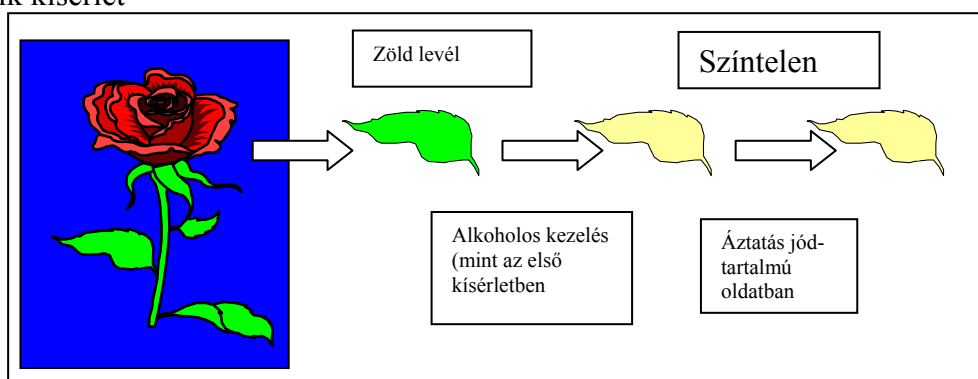 Zöld levél
Színtelen
Alkoholos kezelés
(mint az első
kísérletben
Áztatás jód-
tartalmú
oldatban